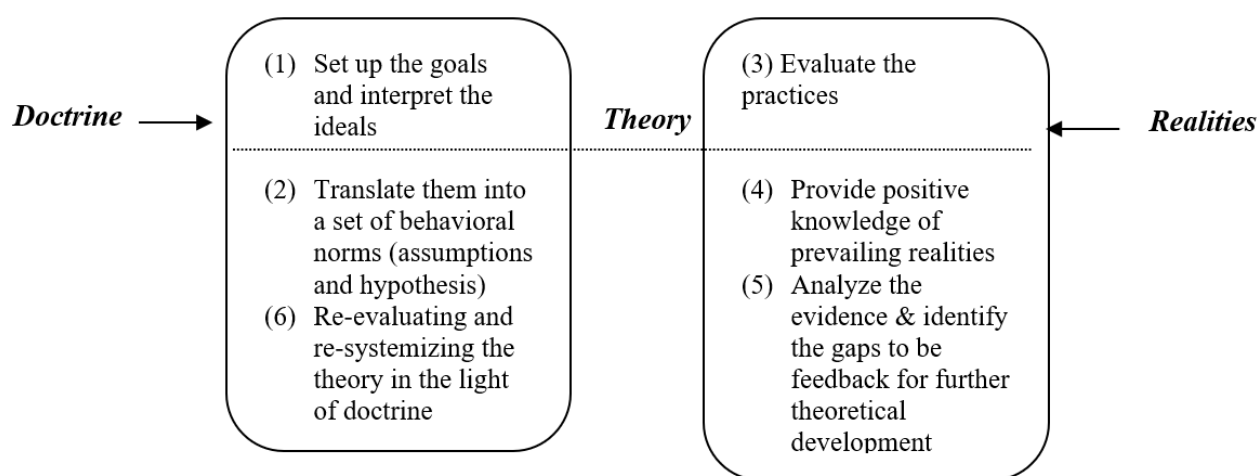 Doctrine
(1) Set up the goals
and interpret the
ideals
(2) Translate them into
a set of behavioral
norms (assumptions
and hypothesis)
(6) Re-evaluating and
re-systemizing the
theory in the light
of doctrine
Theory
(3) Evaluate the
practices
(4) Provide positive
knowledge of
prevailing realities
(5) Analyze the
evidence & identify
the gaps to be
feedback for further
theoretical
development
Realities